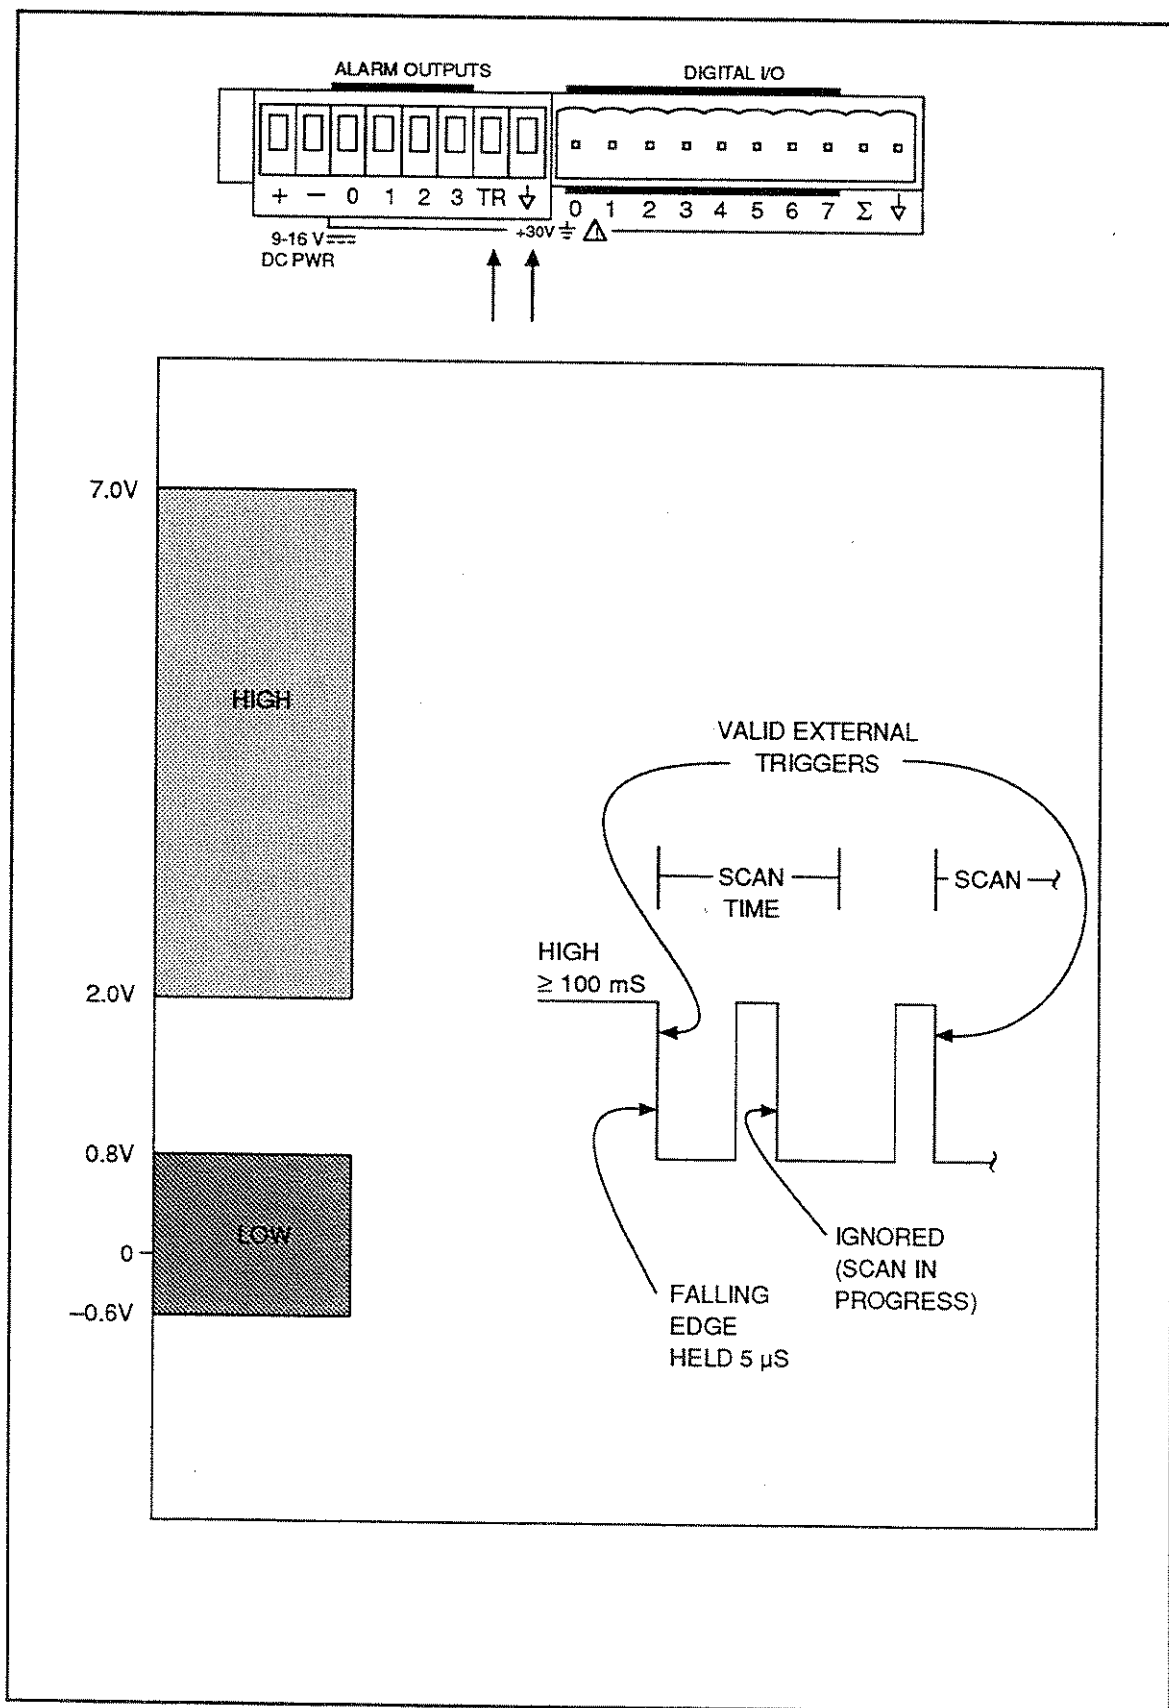 ALARM OUTPUTS
DIGITAL I/O
+ − 0 1 2 3 TR
0 1 2 3 4 5 6 7 Σ
9-16 V
DC PWR
+30V
7.0V
HIGH
2.0V
0.8V
LOW
0
−0.6V
VALID EXTERNAL
TRIGGERS
SCAN
TIME
SCAN
HIGH
≥ 100 mS
FALLING
EDGE
HELD 5 µS
IGNORED
(SCAN IN
PROGRESS)